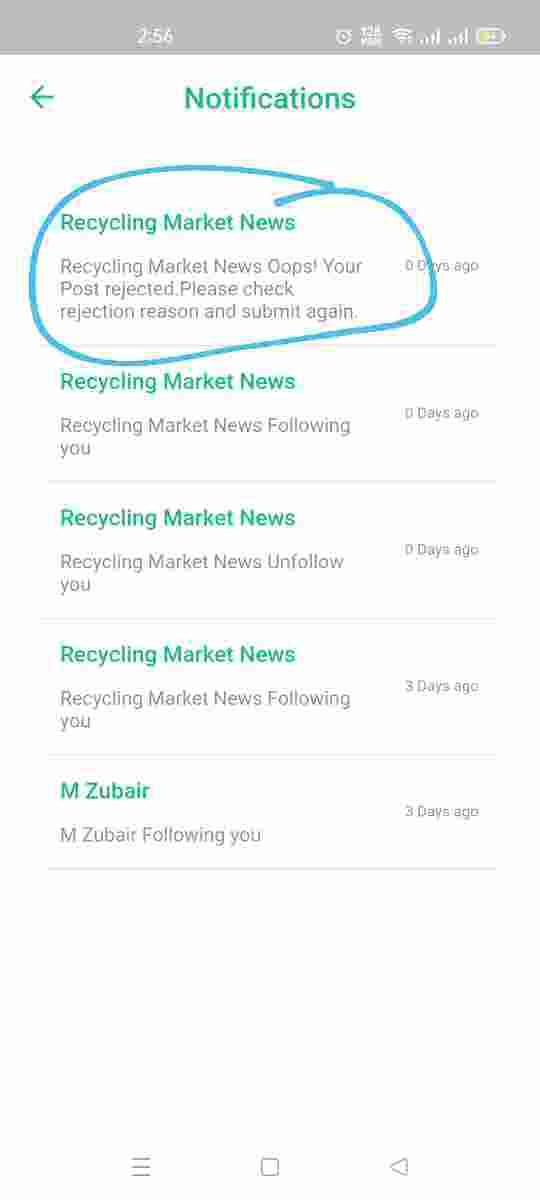 2:56
Notifications
Recycling Market News
Recycling Market News Oops! Your
Post rejected.Please check
rejection reason and submit again.
0 Days ago
Recycling Market News
Recycling Market News Following
you
0 Days ago
Recycling Market News
Recycling Market News Unfollow
you
0 Days ago
Recycling Market News
Recycling Market News Following
you
3 Days ago
M Zubair
M Zubair Following you
3 Days ago